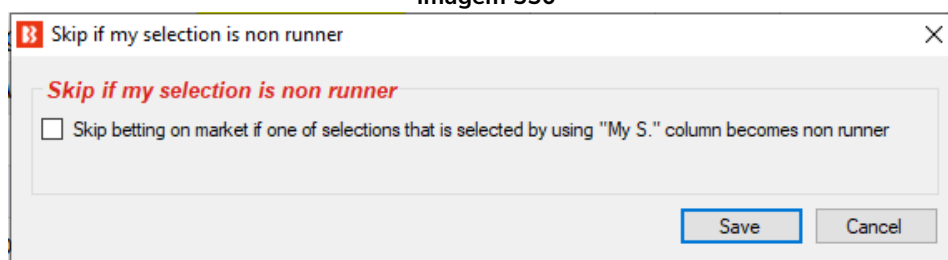 Skip if my selection is non runner
Skip if my selection is non runner
Skip betting on market if one of selections that is selected by using "My S." column becomes non runner
Save
Cancel